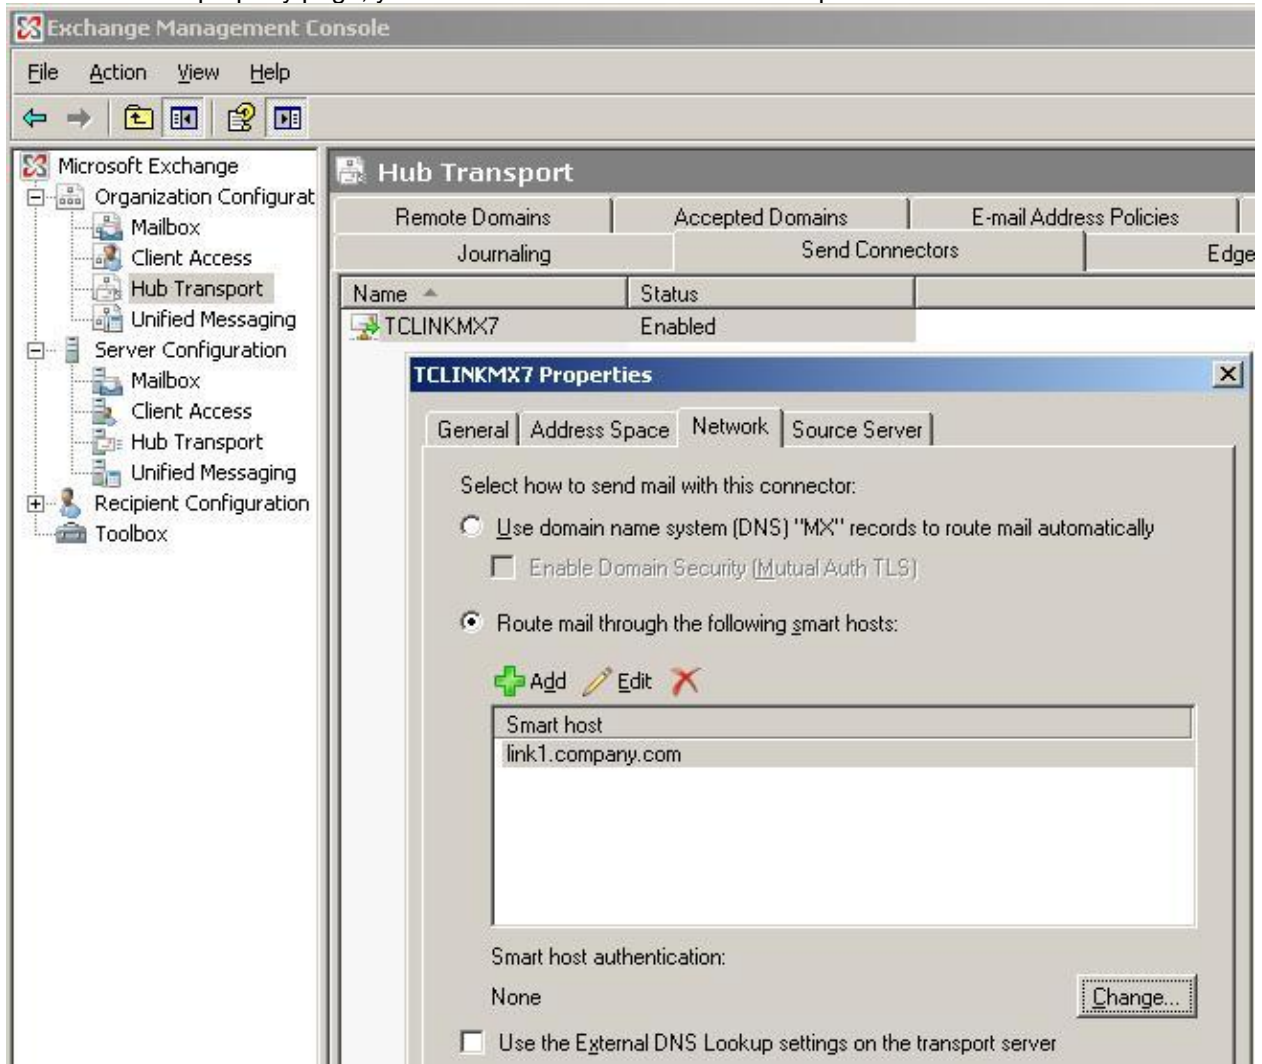 Exchange Management Console
File Action View Help
Microsoft Exchange
Organization Configurat
Mailbox
Client Access
Hub Transport
Unified Messaging
Server Configuration
Mailbox
Client Access
Hub Transport
Unified Messaging
Recipient Configuration
Toolbox
Hub Transport
Remote Domains Accepted Domains E-mail Address Policies
Journaling Send Connectors Edge
Name Status
TCLINKMX7 Enabled
TCLINKMX7 Properties
General Address Space Network Source Server
Select how to send mail with this connector:
Use domain name system (DNS) "MX" records to route mail automatically
Enable Domain Security (Mutual Auth TLS)
Route mail through the following smart hosts:
Add Edit
Smart host
link1.company.com
Smart host authentication:
None Change...
Use the External DNS Lookup settings on the transport server